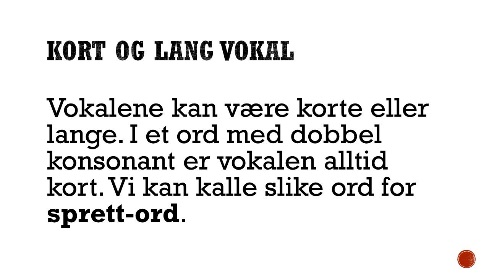 KORT OG LANG VOKAL
Vokalene kan være korte eller
lange. I et ord med dobbel
konsonant er vokalen alltid
kort. Vi kan kalle slike ord for
sprett-ord.